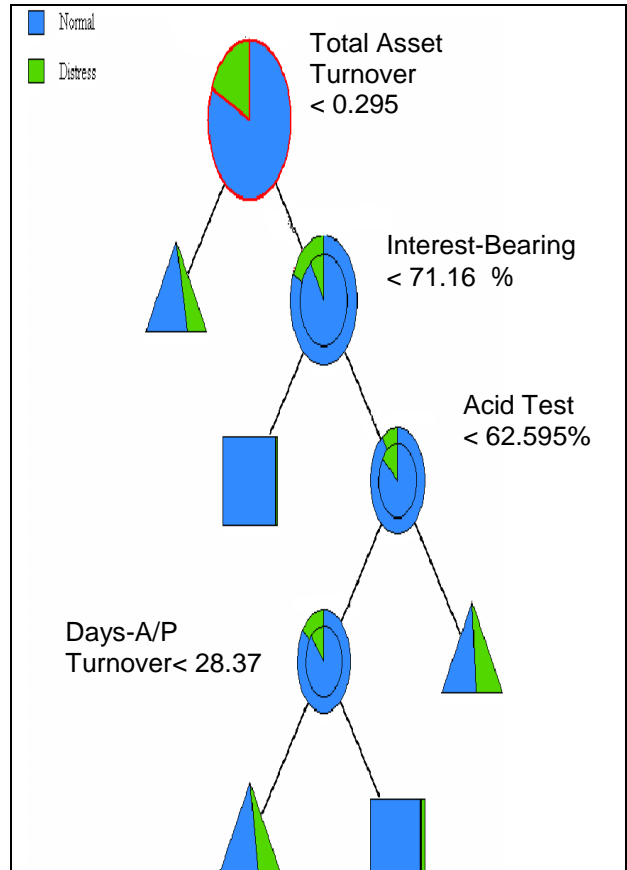 Normal
Distress
Total Asset
Turnover
< 0.295
Interest-Bearing
< 71.16 %
Acid Test
< 62.595%
Days-A/P
Turnover< 28.37